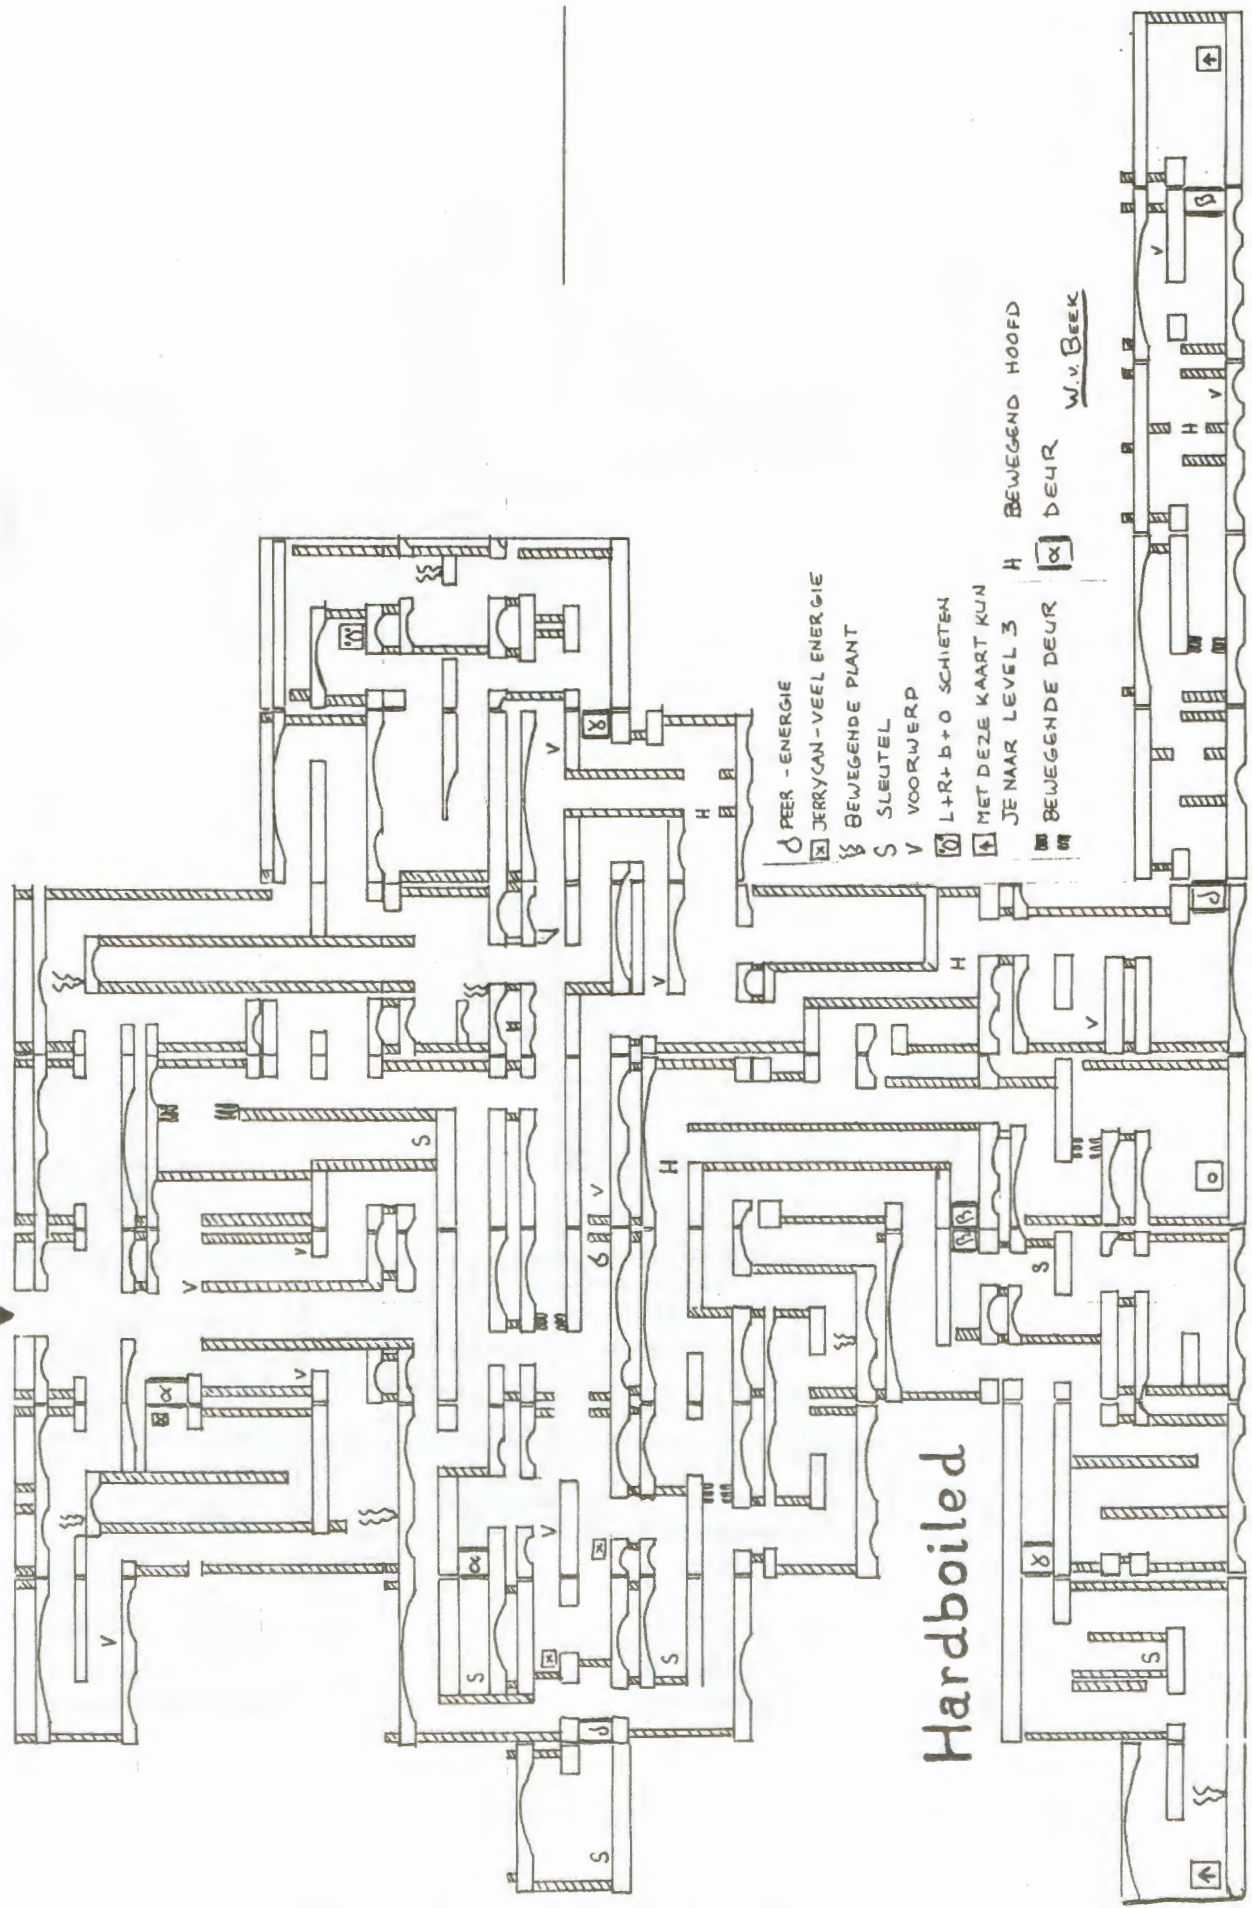 Hardboiled
PEER - ENERGIE
JERRYCAN-VEEL ENERGIE
BEWEGENDE PLANT
S SLEUTEL
V VOORWERP
L+R+b+O SCHIETEN
MET DEZE KAART KUN
JE NAAR LEVEL 3
BEWEGENDE DEUR
H BEWEGEND HOOFD
α DEUR
W.v. BEEK